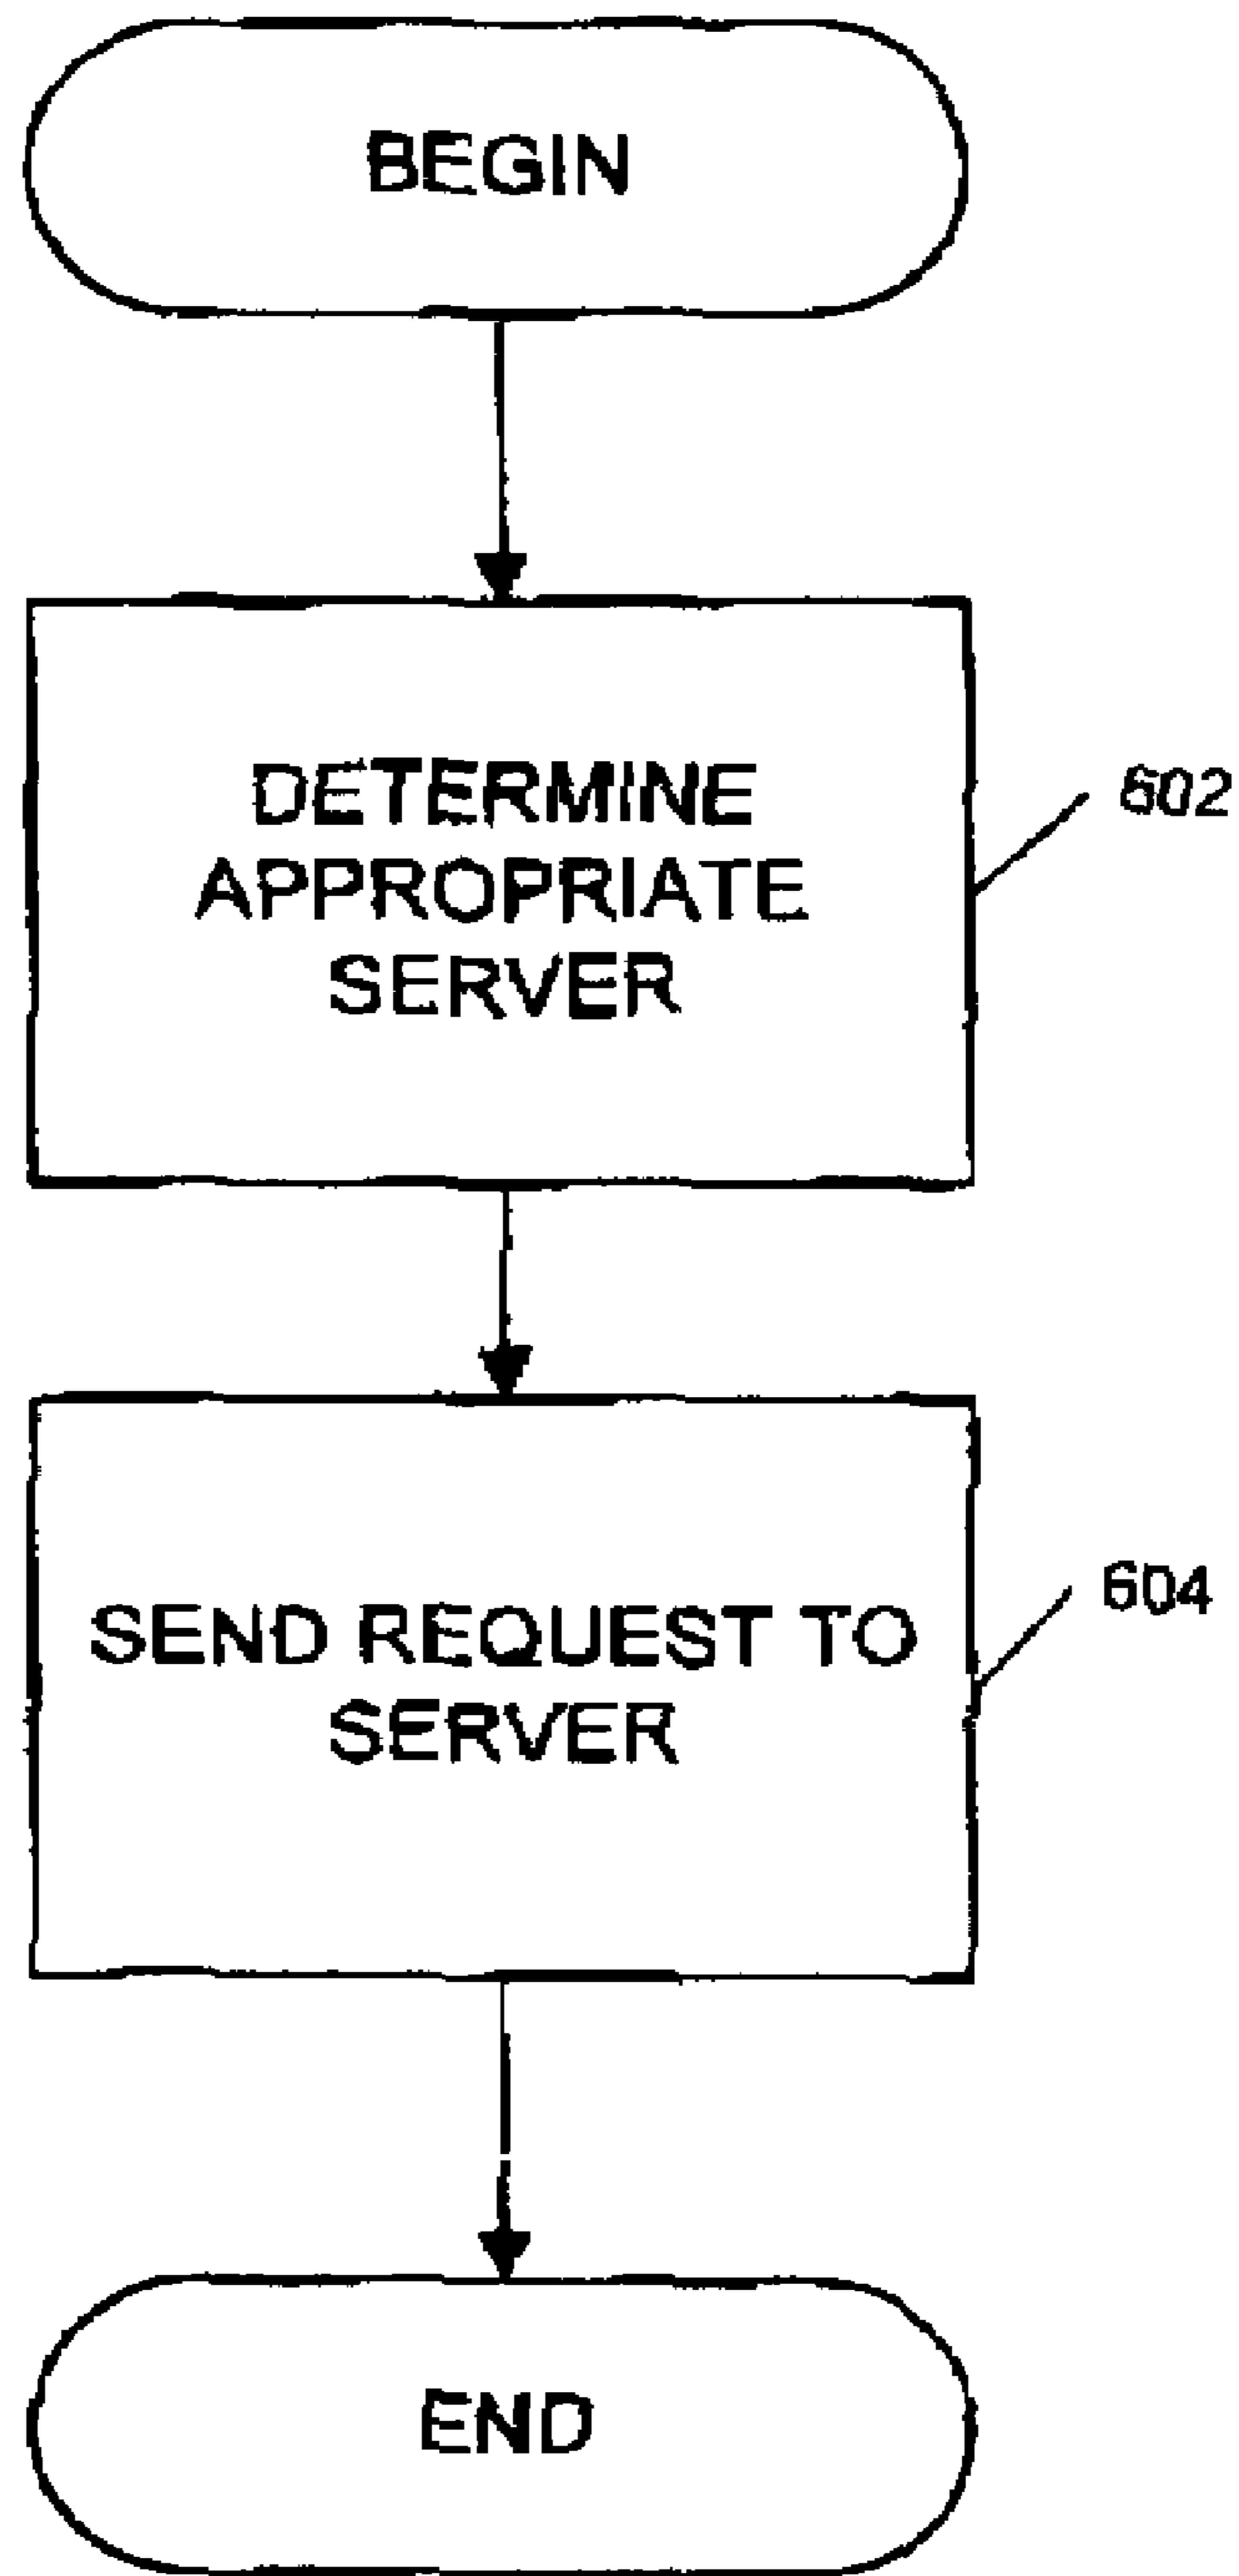 BEGIN
DETERMINE
APPROPRIATE
SERVER
602
SEND REQUEST TO
SERVER
604
END